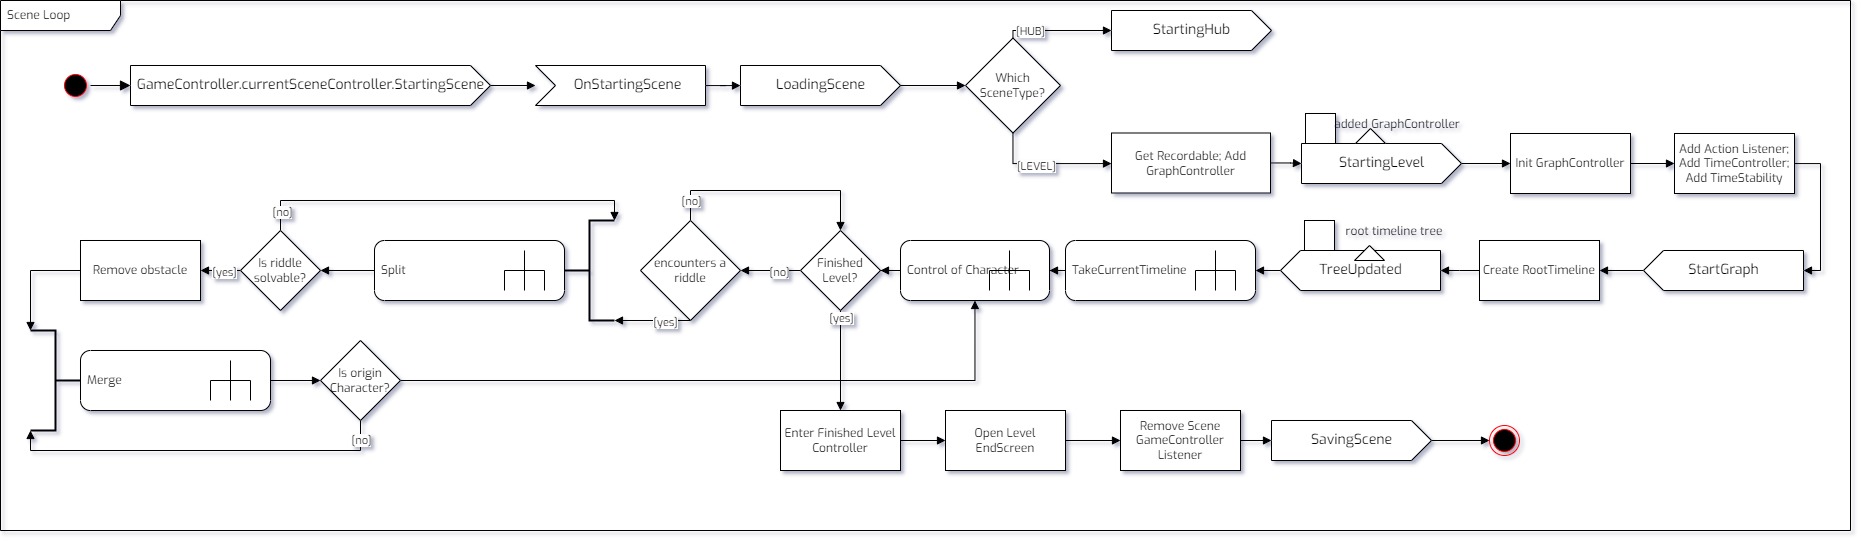 Scene Loop
GameController.currentSceneController.StartingScene
OnStartingScene
LoadingScene
Which
SceneType?
[HUB]
StartingHub
[LEVEL]
Get Recordable; Add
GraphController
added GraphController
StartingLevel
Init GraphController
Add Action Listener;
Add TimeController;
Add TimeStability
StartGraph
Create RootTimeline
root timeline tree
TreeUpdated
TakeCurrentTimeline
Control of Character
Finished
Level?
[no]
encounters a
riddle
[no]
[yes]
Split
Is riddle
solvable?
[no]
[yes]
Remove obstacle
Merge
Is origin
Character?
[no]
[yes]
Enter Finished Level
Controller
Open Level
EndScreen
Remove Scene
GameController
Listener
SavingScene